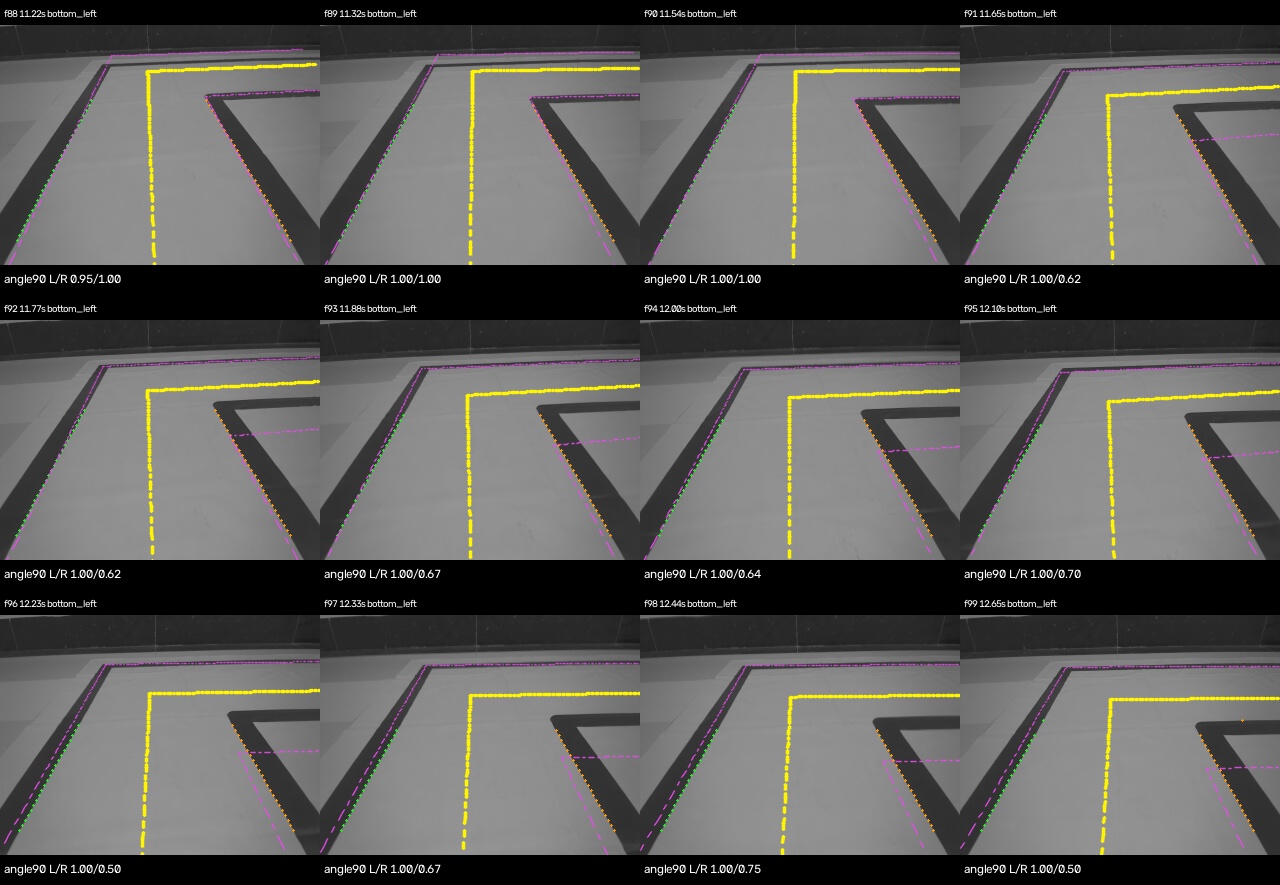 f88 11.22s bottom_left
f89 11.32s bottom_left
f90 11.54s bottom_left
f91 11.65s bottom_left
angle90 L/R 0.95/1.00
angle90 L/R 1.00/1.00
angle90 L/R 1.00/1.00
angle90 L/R 1.00/0.62
f92 11.77s bottom_left
f93 11.88s bottom_left
f94 12.00s bottom_left
f95 12.10s bottom_left
angle90 L/R 1.00/0.62
angle90 L/R 1.00/0.67
angle90 L/R 1.00/0.64
angle90 L/R 1.00/0.70
f96 12.23s bottom_left
f97 12.33s bottom_left
f98 12.44s bottom_left
f99 12.65s bottom_left
angle90 L/R 1.00/0.50
angle90 L/R 1.00/0.67
angle90 L/R 1.00/0.75
angle90 L/R 1.00/0.50